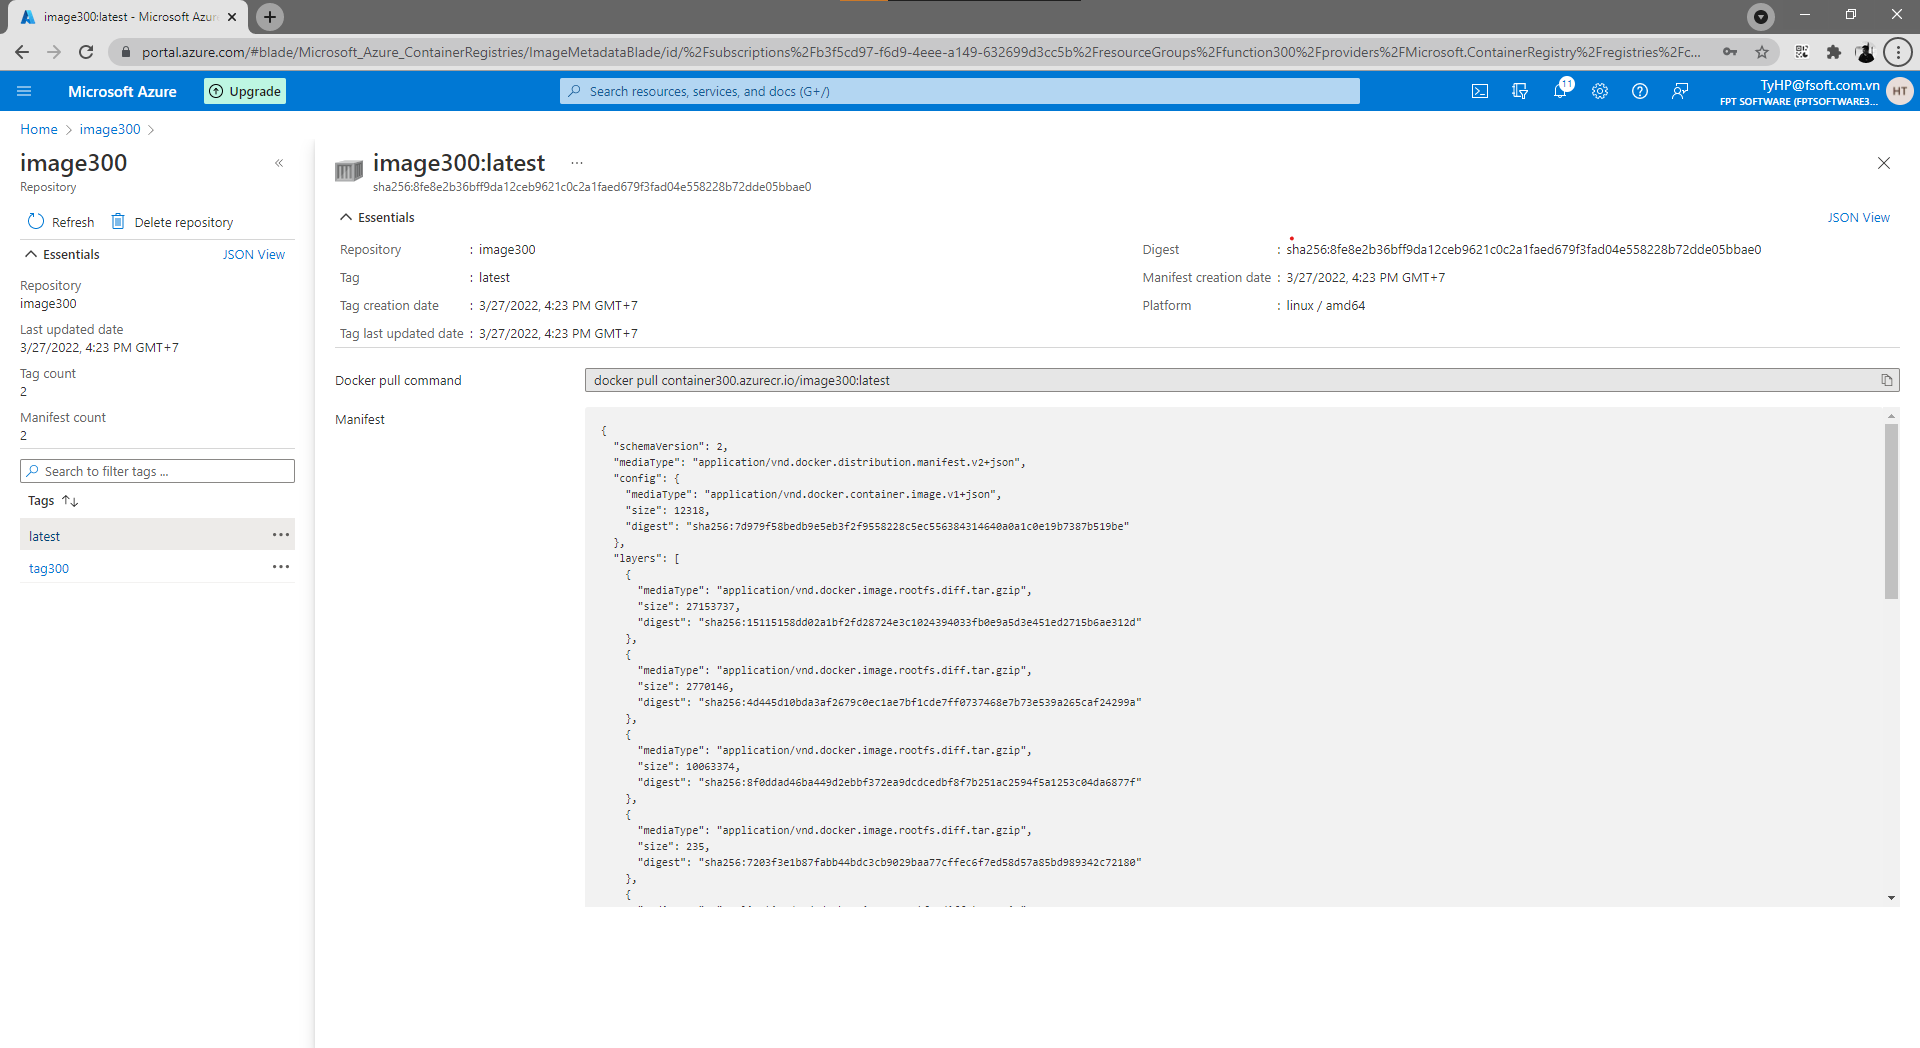 image300:latest - Microsoft Azur
portal.azure.com/#blade/Microsoft_Azure_ContainerRegistries/ImageMetadataBlade/id/%2Fsubscriptions%2Fb3f5cd97-f6d9-4eee-a149-632699d3cc5b%2FresourceGroups%2Ffunction300%2Fproviders%2FMicrosoft.ContainerRegistry%2Fregistries%2Fc...
Microsoft Azure
Upgrade
Search resources, services, and docs (G+/)
11
TyHP@fsoft.com.vn
FPT SOFTWARE (FPTSOFTWARE3...
HT
Home > image300 >
image300
Repository
Refresh
Delete repository
Essentials
JSON View
Repository
image300
Last updated date
3/27/2022, 4:23 PM GMT+7
Tag count
2
Manifest count
2
Search to filter tags ...
Tags
latest
tag300
image300:latest
sha256:8fe8e2b36bff9da12ceb9621c0c2a1faed679f3fad04e558228b72dde05bbae0
Essentials
JSON View
Repository : image300
Tag : latest
Tag creation date : 3/27/2022, 4:23 PM GMT+7
Tag last updated date : 3/27/2022, 4:23 PM GMT+7
Digest : sha256:8fe8e2b36bff9da12ceb9621c0c2a1faed679f3fad04e558228b72dde05bbae0
Manifest creation date : 3/27/2022, 4:23 PM GMT+7
Platform : linux / amd64
Docker pull command
docker pull container300.azurecr.io/image300:latest
Manifest
{
"schemaVersion": 2,
"mediaType": "application/vnd.docker.distribution.manifest.v2+json",
"config": {
"mediaType": "application/vnd.docker.container.image.v1+json",
"size": 12318,
"digest": "sha256:7d979f58bedb9e5eb3f2f9558228c5ec556384314640a0a1c0e19b7387b519be"
},
"layers": [
{
"mediaType": "application/vnd.docker.image.rootfs.diff.tar.gzip",
"size": 27153737,
"digest": "sha256:15115158dd02a1bf2fd28724e3c1024394033fb0e9a5d3e451ed2715b6ae312d"
},
{
"mediaType": "application/vnd.docker.image.rootfs.diff.tar.gzip",
"size": 2770146,
"digest": "sha256:4d445d10bda3af2679c0ec1ae7bf1cde7ff0737468e7b73e539a265caf24299a"
},
{
"mediaType": "application/vnd.docker.image.rootfs.diff.tar.gzip",
"size": 10063374,
"digest": "sha256:8f0ddad46ba449d2ebbf372ea9dcdcedbf8f7b251ac2594f5a1253c04da6877f"
},
{
"mediaType": "application/vnd.docker.image.rootfs.diff.tar.gzip",
"size": 235,
"digest": "sha256:7203f3e1b87fabb44bdc3cb9029baa77cffec6f7ed58d57a85bd989342c72180"
},
{